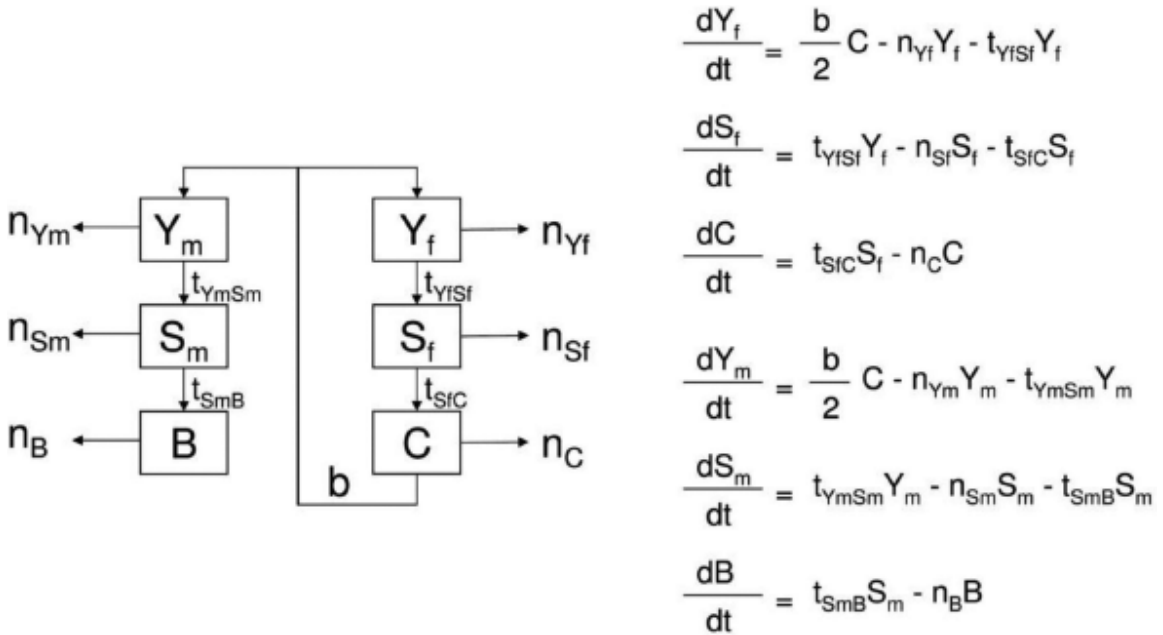 n_Ym Y_m Y_f n_Yf
t_YmSm t_YfSf
n_Sm S_m S_f n_Sf
t_SmB t_SfC
n_B B C n_C
b
dY_f/dt = b/2 C - n_Yf Y_f - t_YfSf Y_f
dS_f/dt = t_YfSf Y_f - n_Sf S_f - t_SfC S_f
dC/dt = t_SfC S_f - n_C C
dY_m/dt = b/2 C - n_Ym Y_m - t_YmSm Y_m
dS_m/dt = t_YmSm Y_m - n_Sm S_m - t_SmB S_m
dB/dt = t_SmB S_m - n_B B